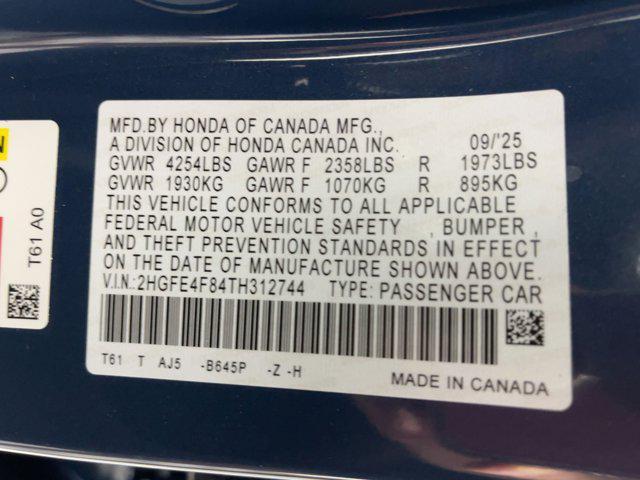 MFD.BY HONDA OF CANADA MFG.,
A DIVISION OF HONDA CANADA INC. 09/'25
GVWR 4254LBS GAWR F 2358LBS R 1973LBS
GVWR 1930KG GAWR F 1070KG R 895KG
THIS VEHICLE CONFORMS TO ALL APPLICABLE
FEDERAL MOTOR VEHICLE SAFETY , BUMPER ,
AND THEFT PREVENTION STANDARDS IN EFFECT
ON THE DATE OF MANUFACTURE SHOWN ABOVE.
V.I.N.:2HGFE4F84TH312744 TYPE: PASSENGER CAR
T61 T AJ5 -B645P -Z -H
MADE IN CANADA
T61 A0